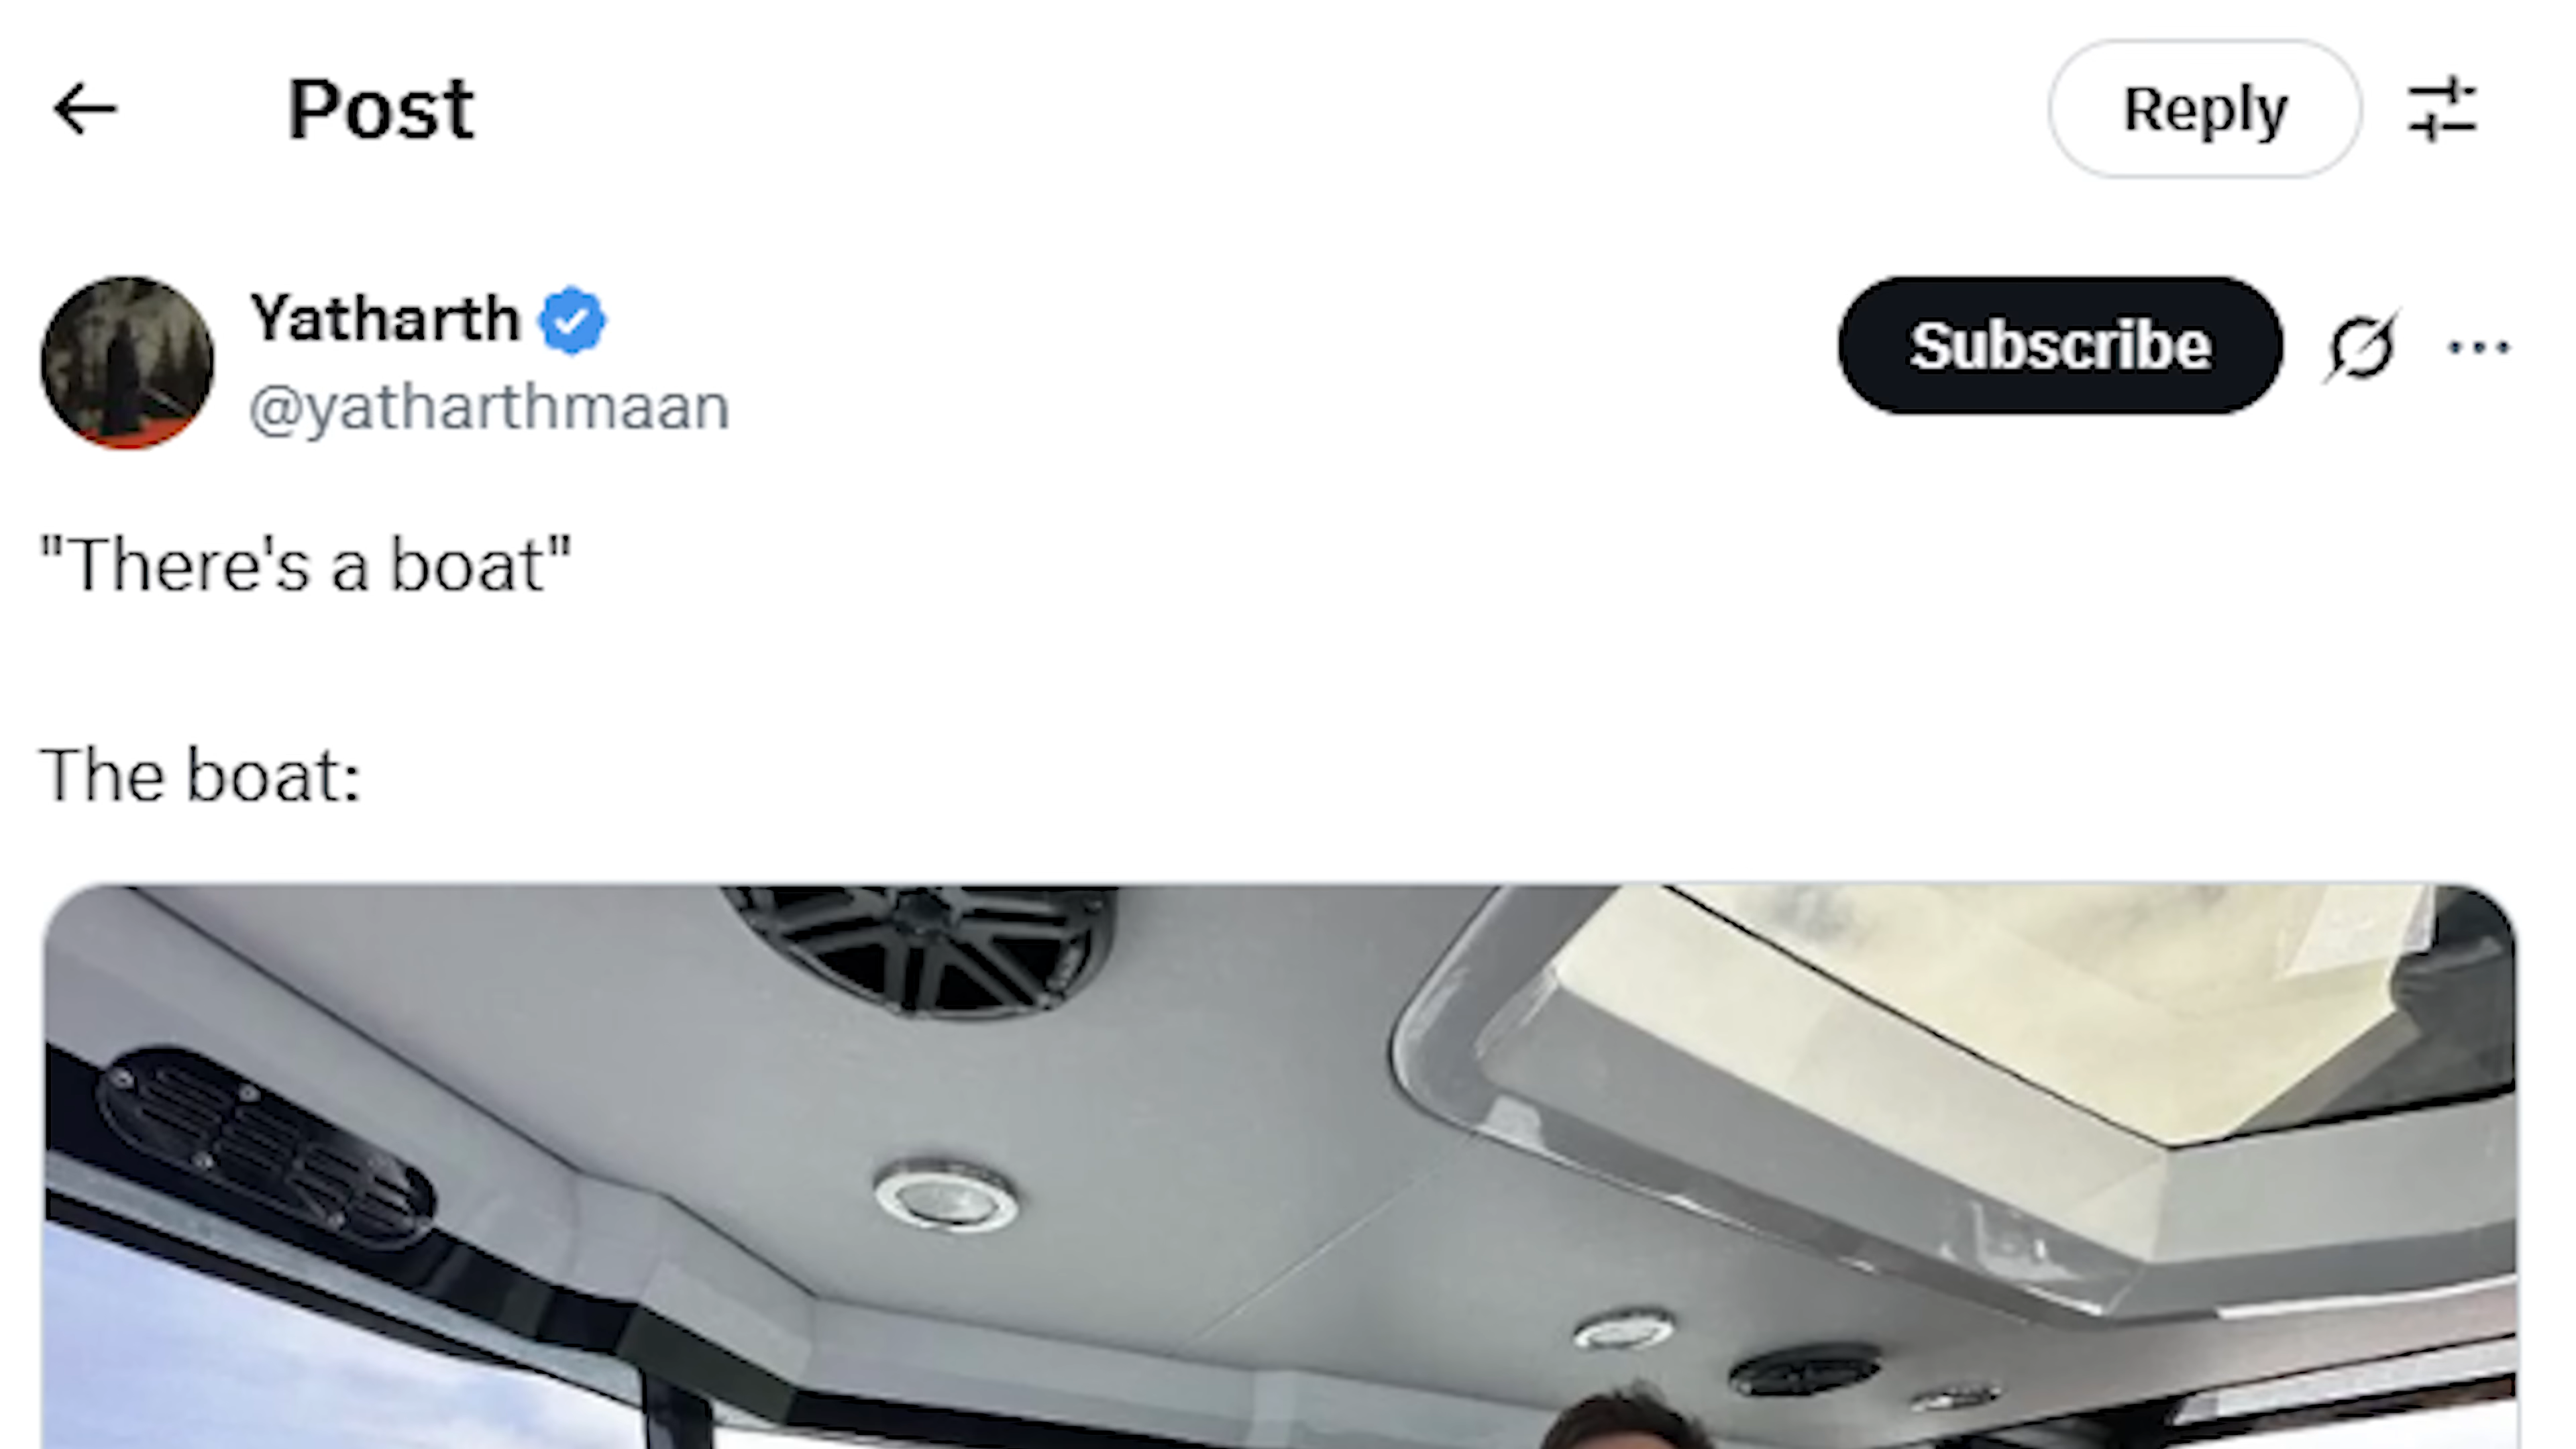 Post
Reply
Yatharth
Subscribe
@yatharthmaan
"There's a boat"
The boat: